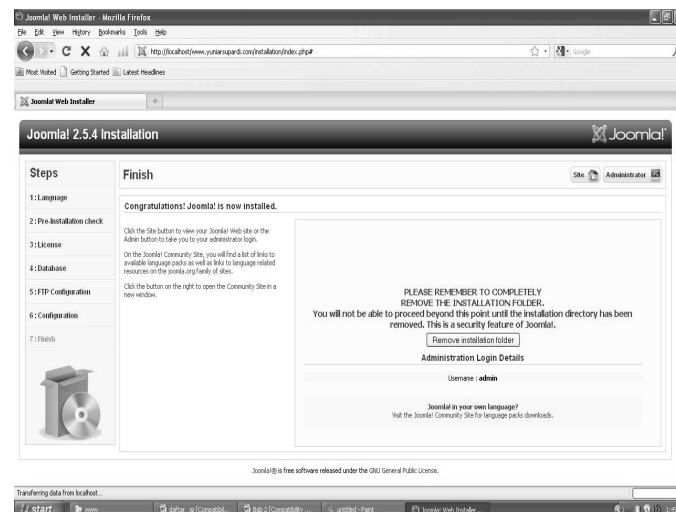 Joomla! Web Installer - Mozilla Firefox
File Edit View History Bookmarks Tools Help
http://localhost/www.yuniarsupardi.com/installation/index.php#
Google
Most Visited Getting Started Latest Headlines
Joomla! Web Installer
Joomla! 2.5.4 Installation
Joomla!
Steps
1 : Language
2 : Pre-Installation check
3 : License
4 : Database
5 : FTP Configuration
6 : Configuration
7 : Finish
Finish
Site Administrator
Congratulations! Joomla! is now installed.
Click the Site button to view your Joomla! Web site or the
Admin button to take you to your administrator login.
On the Joomla! Community Site, you will find a list of links to
available language packs as well as links to language related
resources on the joomla.org family of sites.
Click the button on the right to open the Community Site in a
new window.
PLEASE REMEMBER TO COMPLETELY
REMOVE THE INSTALLATION FOLDER.
You will not be able to proceed beyond this point until the installation directory has been
removed. This is a security feature of Joomla!.
Remove installation folder
Administration Login Details
Username : admin
Joomla! in your own language?
Visit the Joomla! Community Site for language packs downloads.
Joomla!® is free software released under the GNU General Public License.
Transferring data from localhost...
start www daftar_isi [Compatibil... Bab 2 [Compatibility ... untitled - Paint Joomla! Web Installer...